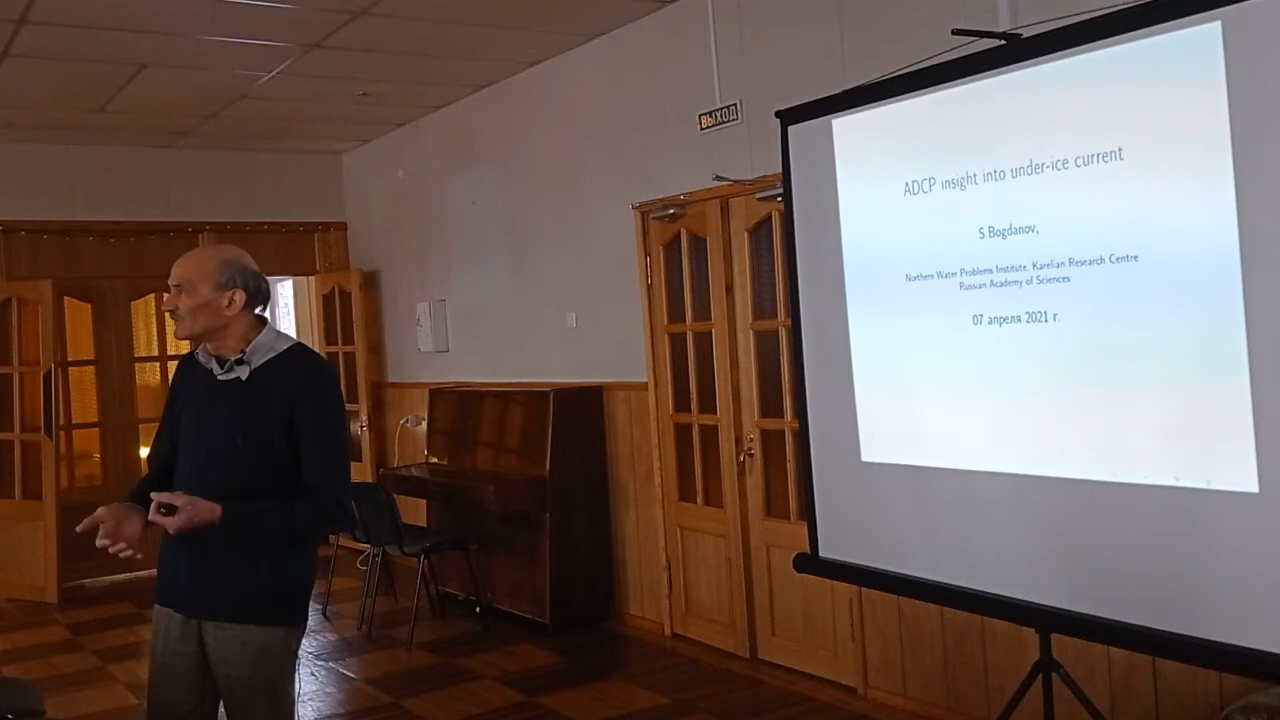 ВЫХОД
ADCP insight into under-ice current
S.Bogdanov,
Northern Water Problems Institute, Karelian Research Centre
Russian Academy of Sciences
07 апреля 2021 г.